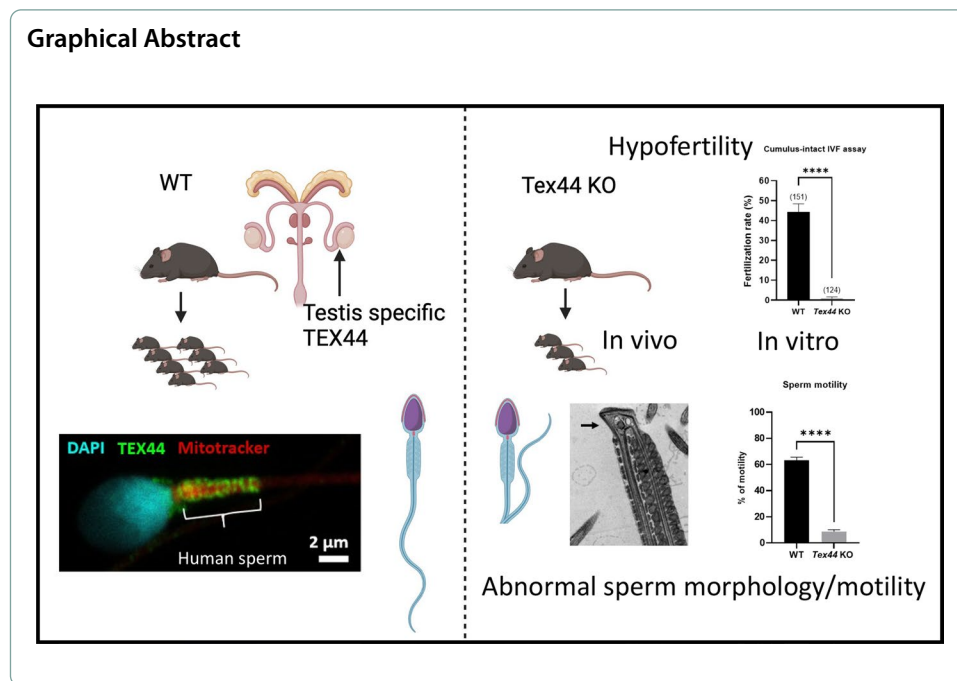 Graphical Abstract
WT
Testis specific
TEX44
DAPI TEX44 Mitotracker
Human sperm
2 µm
Hypofertility
Tex44 KO
In vivo
In vitro
Cumulus-intact IVF assay
****
(151)
(124)
Fertilization rate (%)
60
50
40
30
20
10
0
WT Tex44 KO
Sperm motility
****
% of motility
100
80
60
40
20
0
WT Tex44 KO
Abnormal sperm morphology/motility